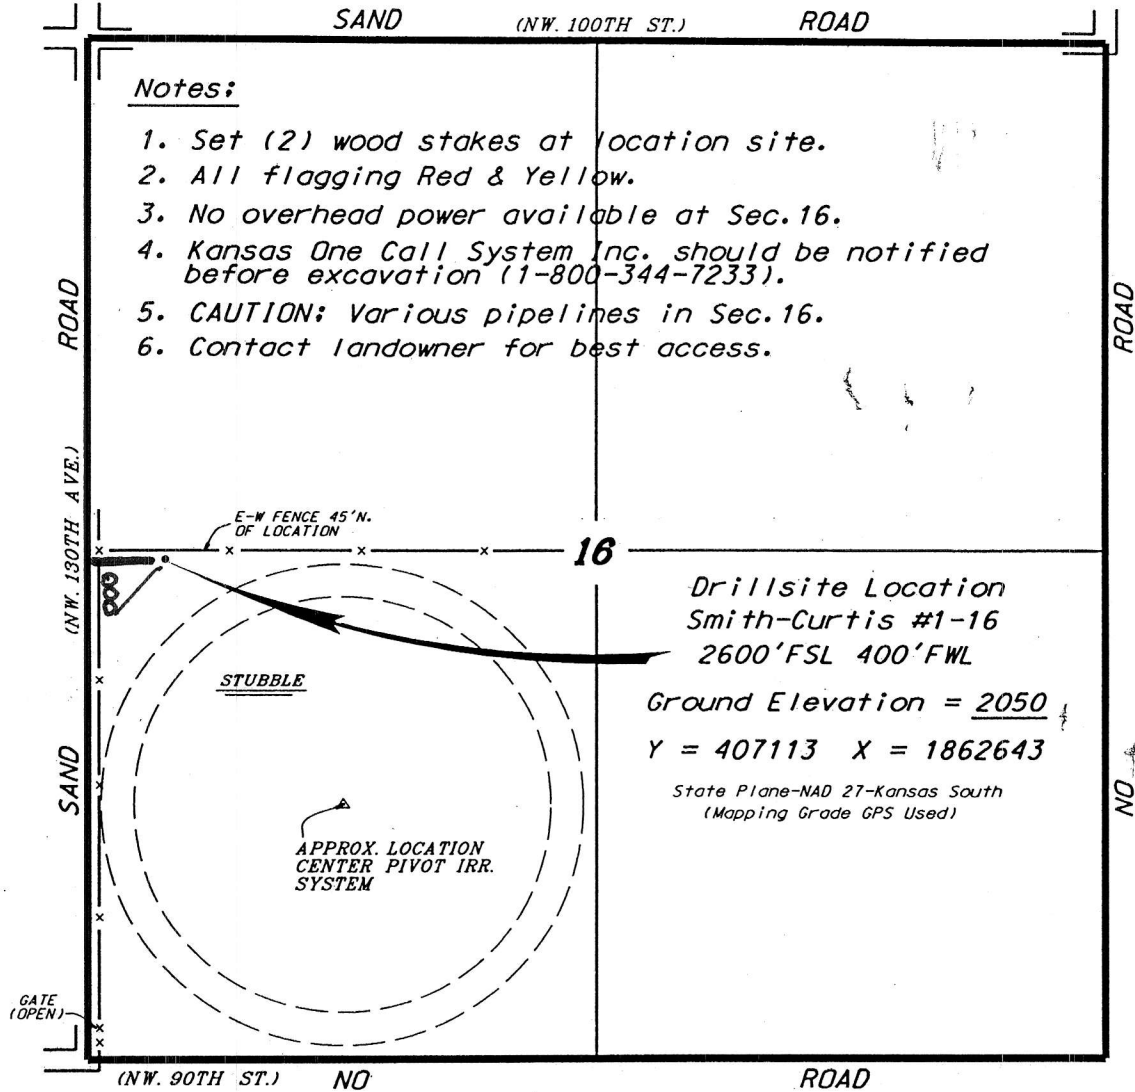 SAND (NW. 100TH ST.) ROAD
Notes:
1. Set (2) wood stakes at location site.
2. All flagging Red & Yellow.
3. No overhead power available at Sec. 16.
4. Kansas One Call System Inc. should be notified
before excavation (1-800-344-7233).
5. CAUTION: Various pipelines in Sec. 16.
6. Contact landowner for best access.
ROAD
(NW. 130TH AVE.)
SAND
ROAD
NO
E-W FENCE 45'N.
OF LOCATION
16
Drillsite Location
Smith-Curtis #1-16
2600'FSL 400'FWL
Ground Elevation = 2050
Y = 407113 X = 1862643
State Plane-NAD 27-Kansas South
(Mapping Grade GPS Used)
STUBBLE
APPROX. LOCATION
CENTER PIVOT IRR.
SYSTEM
GATE
(OPEN)
(NW. 90TH ST.) NO ROAD